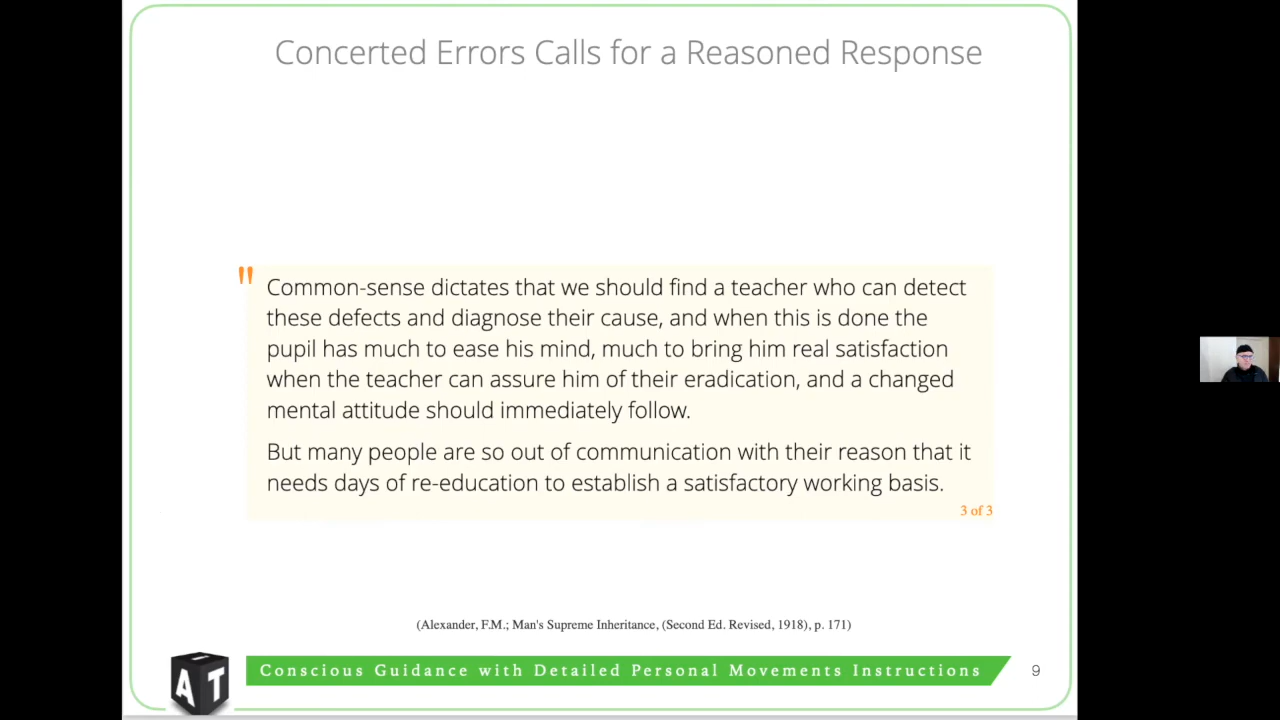 Concerted Errors Calls for a Reasoned Response
"
Common-sense dictates that we should find a teacher who can detect
these defects and diagnose their cause, and when this is done the
pupil has much to ease his mind, much to bring him real satisfaction
when the teacher can assure him of their eradication, and a changed
mental attitude should immediately follow.
But many people are so out of communication with their reason that it
needs days of re-education to establish a satisfactory working basis.
3 of 3
(Alexander, F.M.; Man's Supreme Inheritance, (Second Ed. Revised, 1918), p. 171)
AT
Conscious Guidance with Detailed Personal Movements Instructions
9